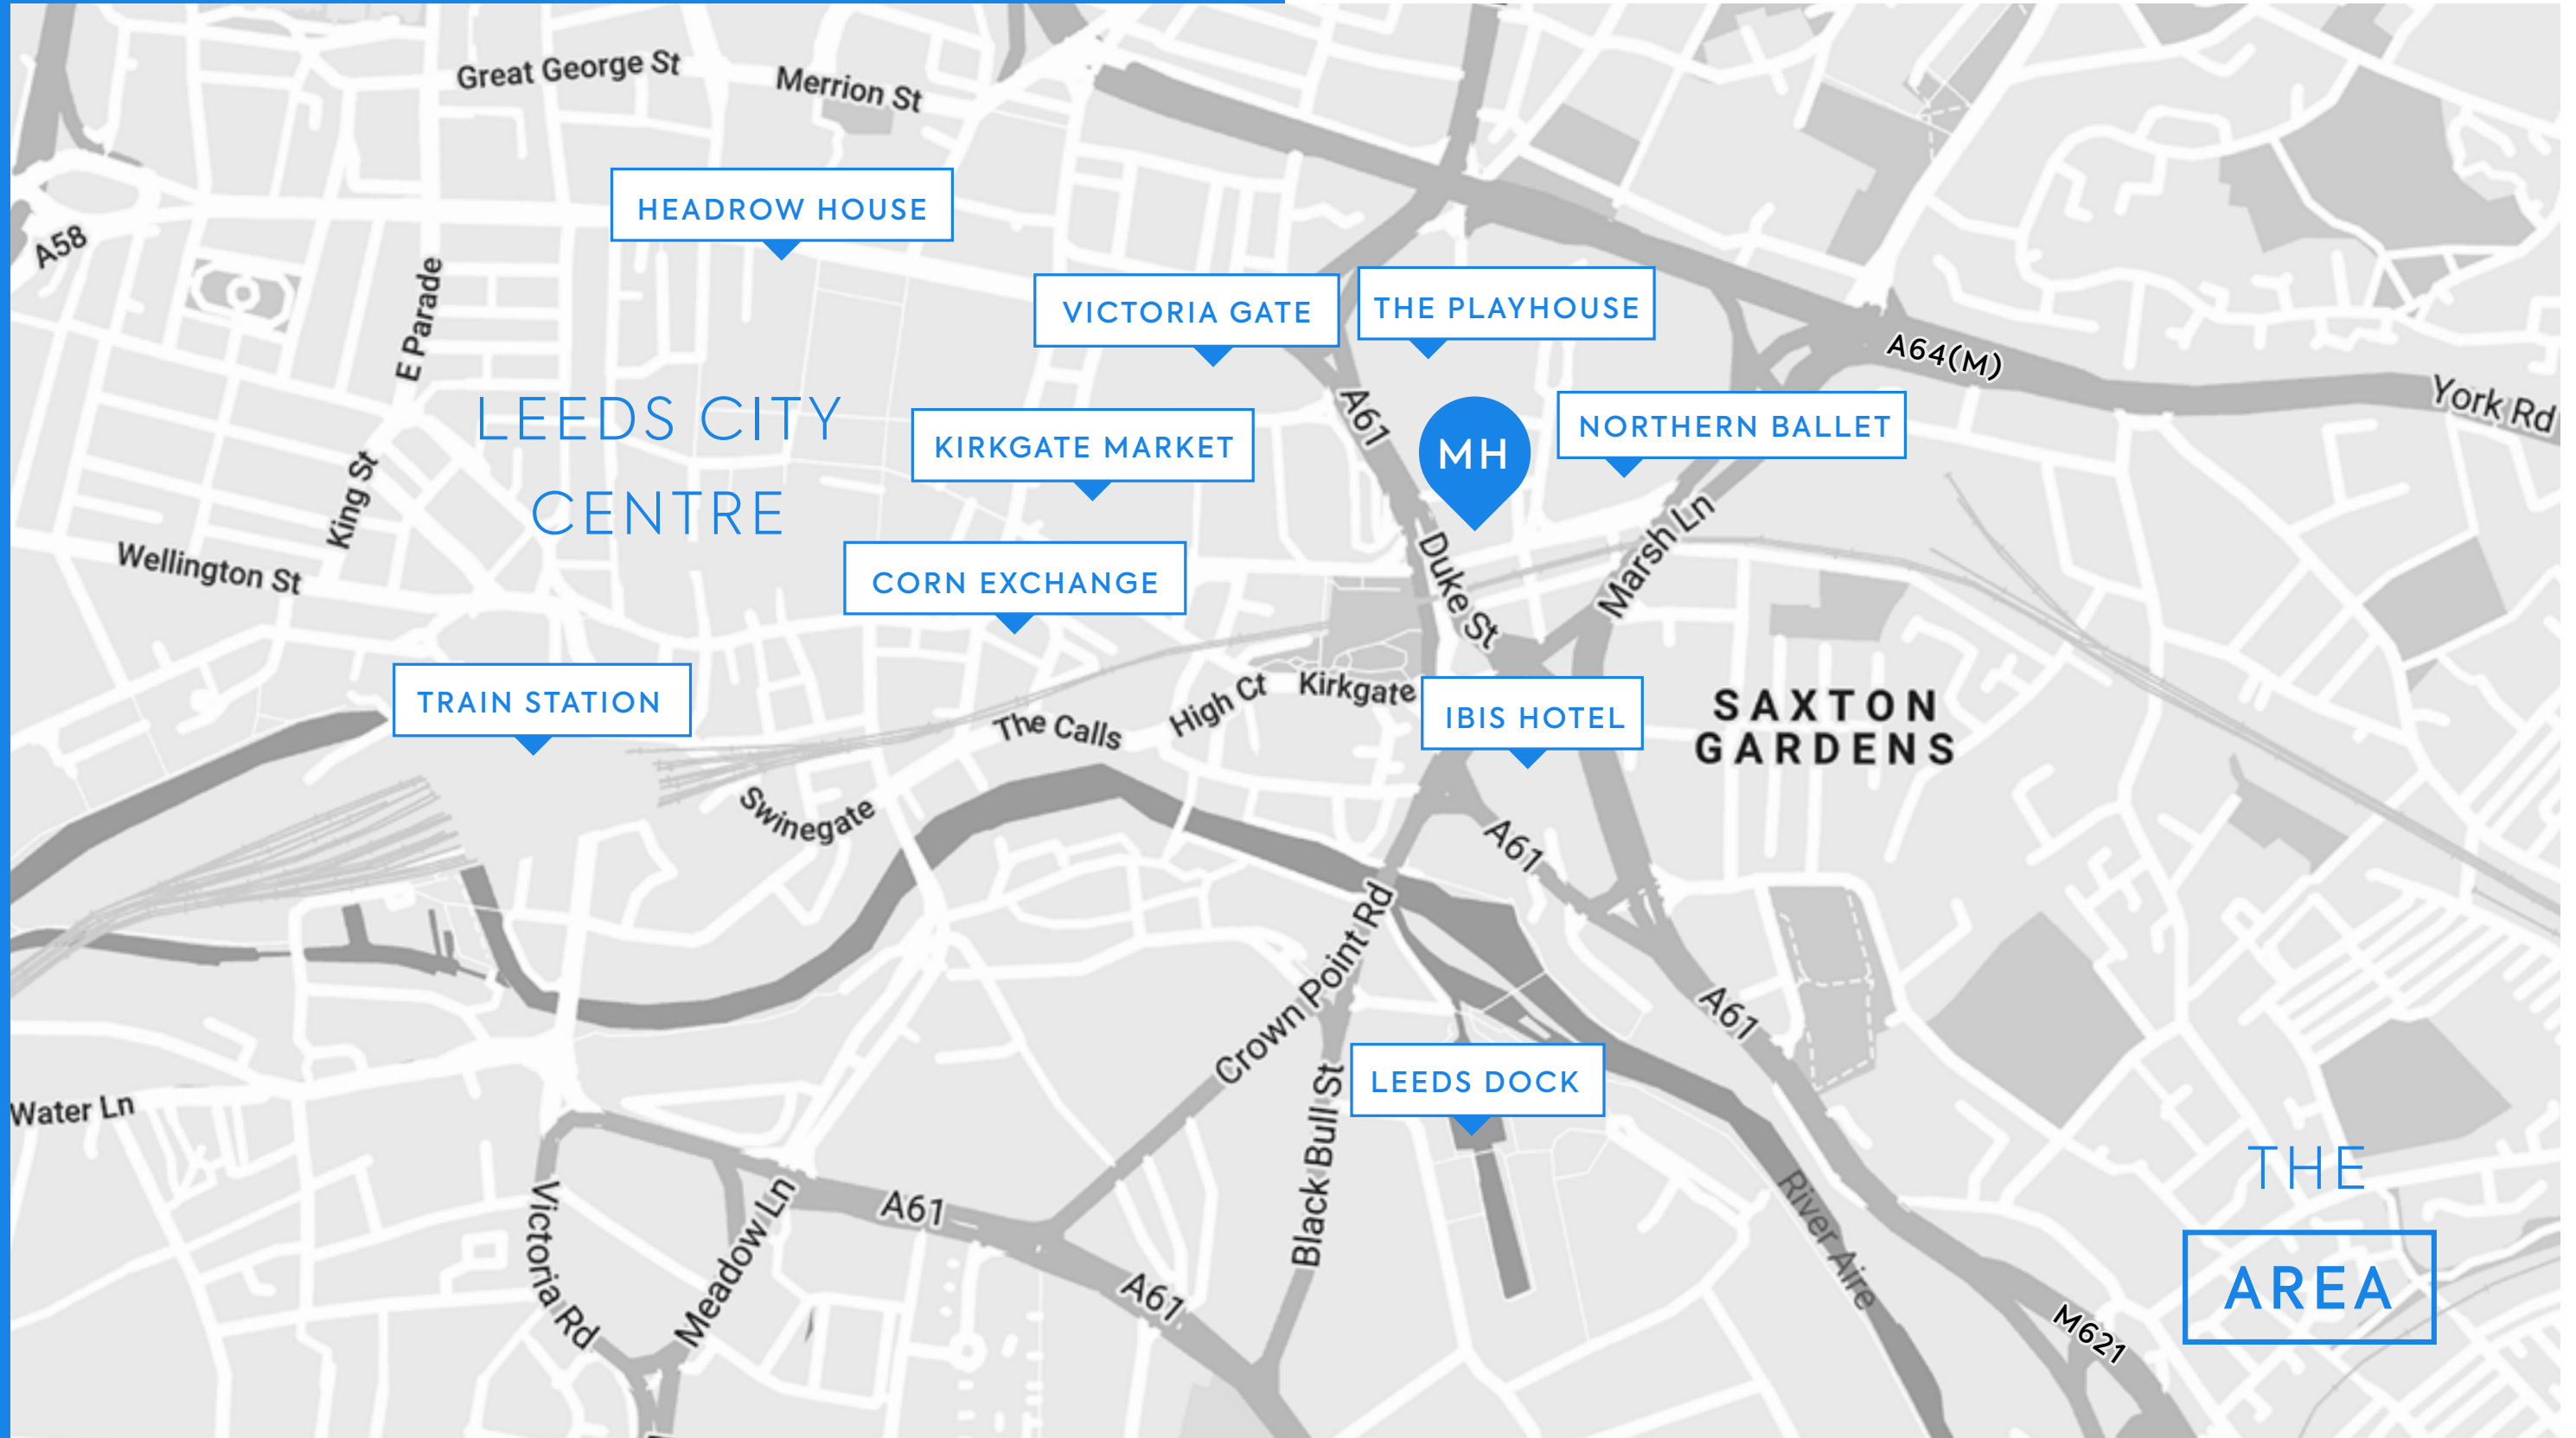 Great George St
Merrion St
HEADROW HOUSE
A58
E Parade
VICTORIA GATE
THE PLAYHOUSE
A64(M)
York Rd
LEEDS CITY
CENTRE
A61
MH
NORTHERN BALLET
KIRKGATE MARKET
King St
Wellington St
CORN EXCHANGE
Duke St
Marsh Ln
TRAIN STATION
The Calls
High Ct
Kirkgate
IBIS HOTEL
SAXTON
GARDENS
Swinegate
A61
Crown Point Rd
A61
Water Ln
Black Bull St
LEEDS DOCK
THE
AREA
Victoria Rd
Meadow Ln
A61
A61
River Aire
M621